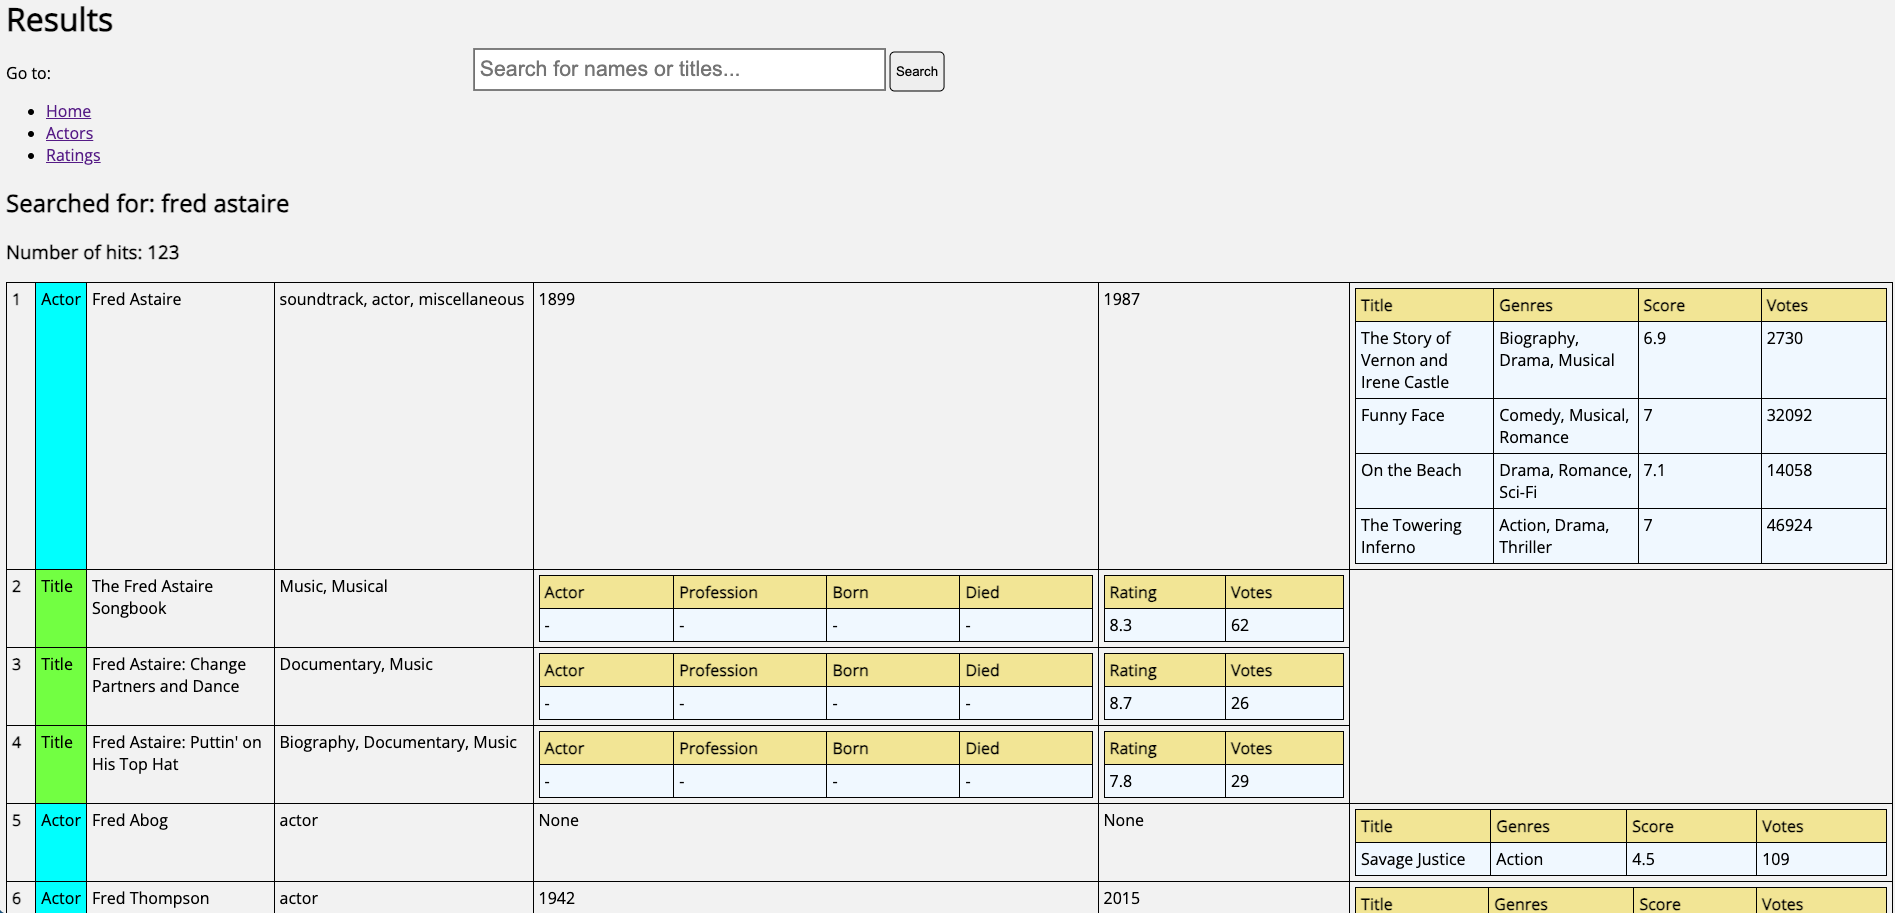 Results
Search for names or titles...
Search
Go to:
Home
Actors
Ratings
Searched for: fred astaire
Number of hits: 123
1 Actor Fred Astaire soundtrack, actor, miscellaneous 1899 1987
Title Genres Score Votes
The Story of Vernon and Irene Castle Biography, Drama, Musical 6.9 2730
Funny Face Comedy, Musical, Romance 7 32092
On the Beach Drama, Romance, Sci-Fi 7.1 14058
The Towering Inferno Action, Drama, Thriller 7 46924
2 Title The Fred Astaire Songbook Music, Musical
Actor Profession Born Died Rating Votes
- - - - 8.3 62
3 Title Fred Astaire: Change Partners and Dance Documentary, Music
Actor Profession Born Died Rating Votes
- - - - 8.7 26
4 Title Fred Astaire: Puttin' on His Top Hat Biography, Documentary, Music
Actor Profession Born Died Rating Votes
- - - - 7.8 29
5 Actor Fred Abog actor None None
Title Genres Score Votes
Savage Justice Action 4.5 109
6 Actor Fred Thompson actor 1942 2015
Title Genres Score Votes